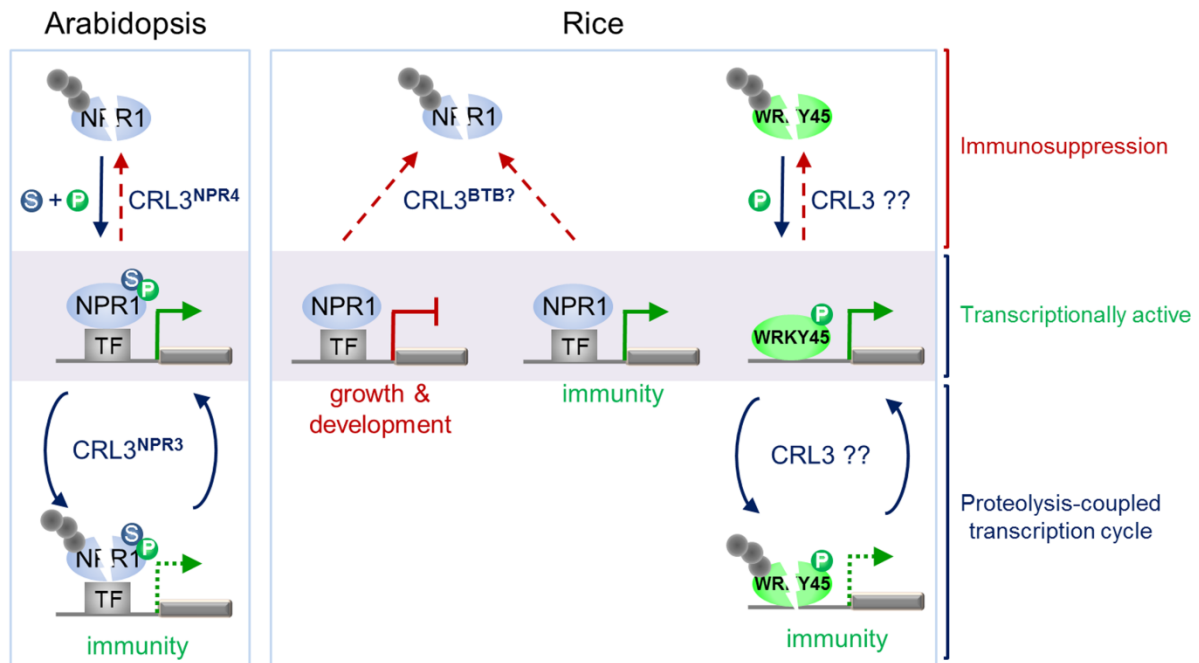 Arabidopsis
Rice
NPR1
NPR1
WRKY45
Immunosuppression
S + P
CRL3NPR4
CRL3BTB?
P
CRL3 ??
S
P
NPR1
TF
NPR1
TF
NPR1
TF
P
WRKY45
Transcriptionally active
growth &
development
immunity
CRL3NPR3
CRL3 ??
Proteolysis-coupled
transcription cycle
S
P
NPR1
TF
P
WRKY45
immunity
immunity